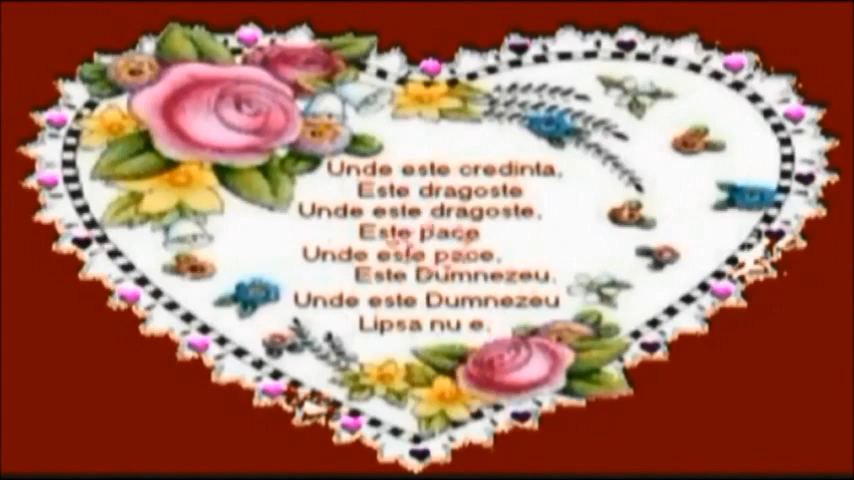 Unde este credinta,
Este dragoste
Unde este dragoste,
Este pace
Unde este pace,
Este Dumnezeu,
Unde este Dumnezeu
Lipsa nu e.